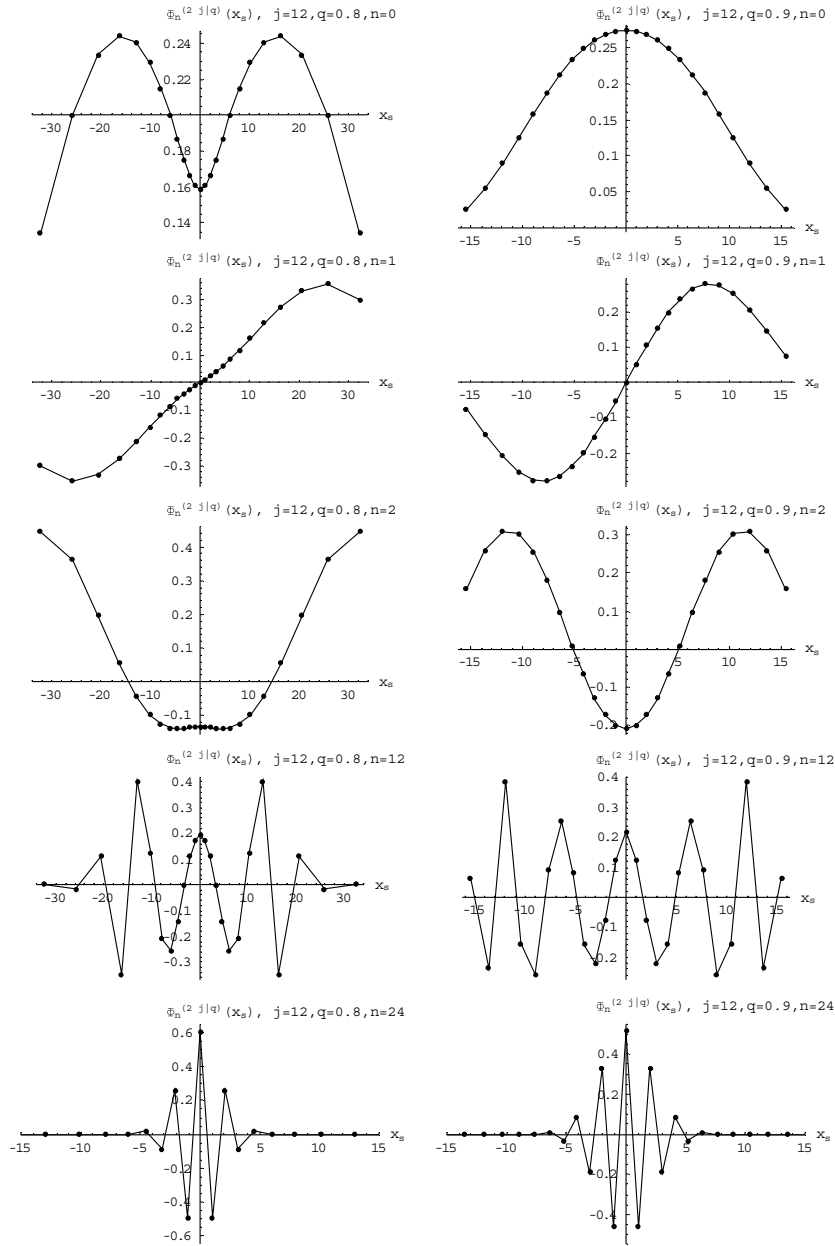 Φn(2 j|q)(xs), j=12,q=0.8,n=0
0.24
0.22
0.16
0.14
-30 -20 -10 10 20 30 xs
Φn(2 j|q)(xs), j=12,q=0.9,n=0
0.25
0.2
0.15
0.1
0.05
-15 -10 -5 5 10 15 xs
Φn(2 j|q)(xs), j=12,q=0.8,n=1
0.3
0.2
0.1
-0.1
-0.2
-0.3
-30 -20 -10 10 20 30 xs
Φn(2 j|q)(xs), j=12,q=0.9,n=1
0.2
0.1
-0.1
-0.2
-15 -10 -5 5 10 15 xs
Φn(2 j|q)(xs), j=12,q=0.8,n=2
0.4
0.3
0.2
0.1
-0.1
-30 -20 -10 10 20 30 xs
Φn(2 j|q)(xs), j=12,q=0.9,n=2
0.3
0.2
0.1
-0.1
-0.2
-15 -10 -5 5 10 15 xs
Φn(2 j|q)(xs), j=12,q=0.8,n=12
0.4
0.3
0.2
0.1
-0.1
-0.2
-0.3
-30 -20 -10 10 20 30 xs
Φn(2 j|q)(xs), j=12,q=0.9,n=12
0.4
0.3
0.2
0.1
-0.1
-0.2
-15 -10 -5 5 10 15 xs
Φn(2 j|q)(xs), j=12,q=0.8,n=24
0.6
0.4
0.2
-0.2
-0.4
-0.6
-15 -10 -5 5 10 15 xs
Φn(2 j|q)(xs), j=12,q=0.9,n=24
0.4
0.2
-0.2
-0.4
-15 -10 -5 5 10 15 xs